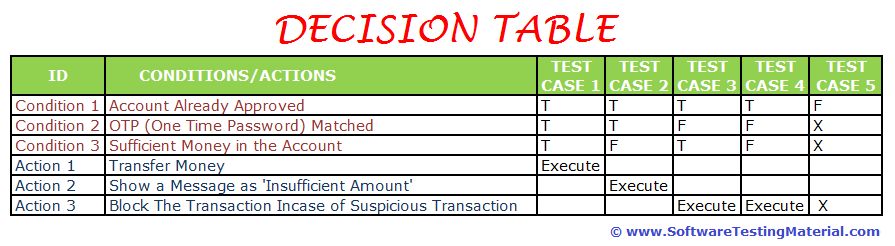 DECISION TABLE
ID CONDITIONS/ACTIONS TEST CASE 1 TEST CASE 2 TEST CASE 3 TEST CASE 4 TEST CASE 5
Condition 1 Account Already Approved T T T T F
Condition 2 OTP (One Time Password) Matched T T F F X
Condition 3 Sufficient Money in the Account T F T F X
Action 1 Transfer Money Execute
Action 2 Show a Message as 'Insufficient Amount' Execute
Action 3 Block The Transaction Incase of Suspicious Transaction Execute Execute X
© www.SoftwareTestingMaterial.com